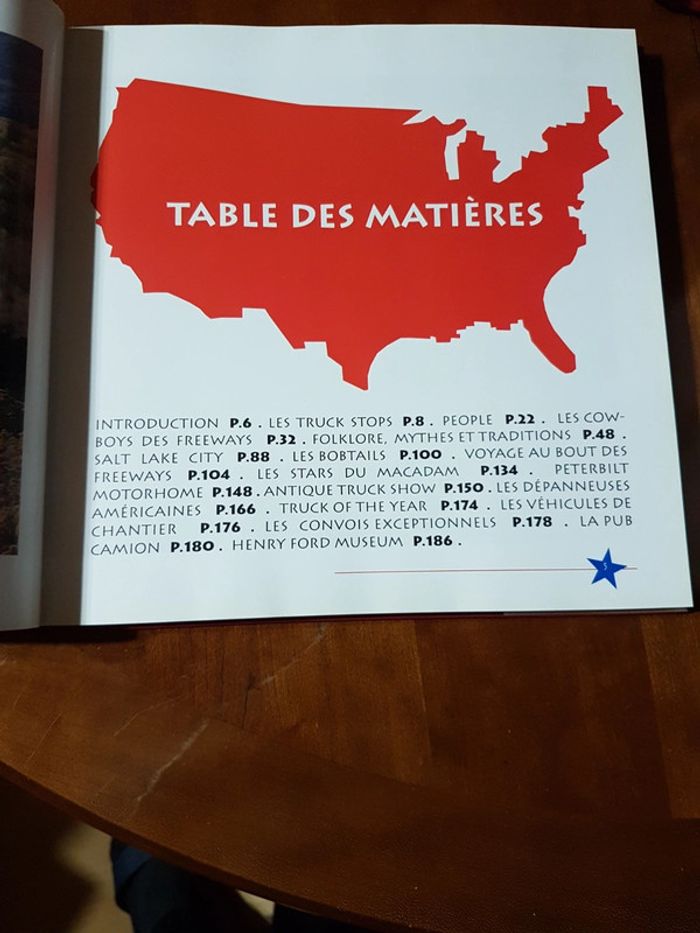 TABLE DES MATIÈRES
INTRODUCTION P.6 . LES TRUCK STOPS P.8 . PEOPLE P.22 . LES COW-
BOYS DES FREEWAYS P.32 . FOLKLORE, MYTHES ET TRADITIONS P.48 .
SALT LAKE CITY P.88 . LES BOBTAILS P.100 . VOYAGE AU BOUT DES
FREEWAYS P.104 . LES STARS DU MACADAM P.134 . PETERBILT
MOTORHOME P.148 . ANTIQUE TRUCK SHOW P.150 . LES DÉPANNEUSES
AMÉRICAINES P.166 . TRUCK OF THE YEAR P.174 . LES VÉHICULES DE
CHANTIER P.176 . LES CONVOIS EXCEPTIONNELS P.178 . LA PUB
CAMION P.180 . HENRY FORD MUSEUM P.186 .
5